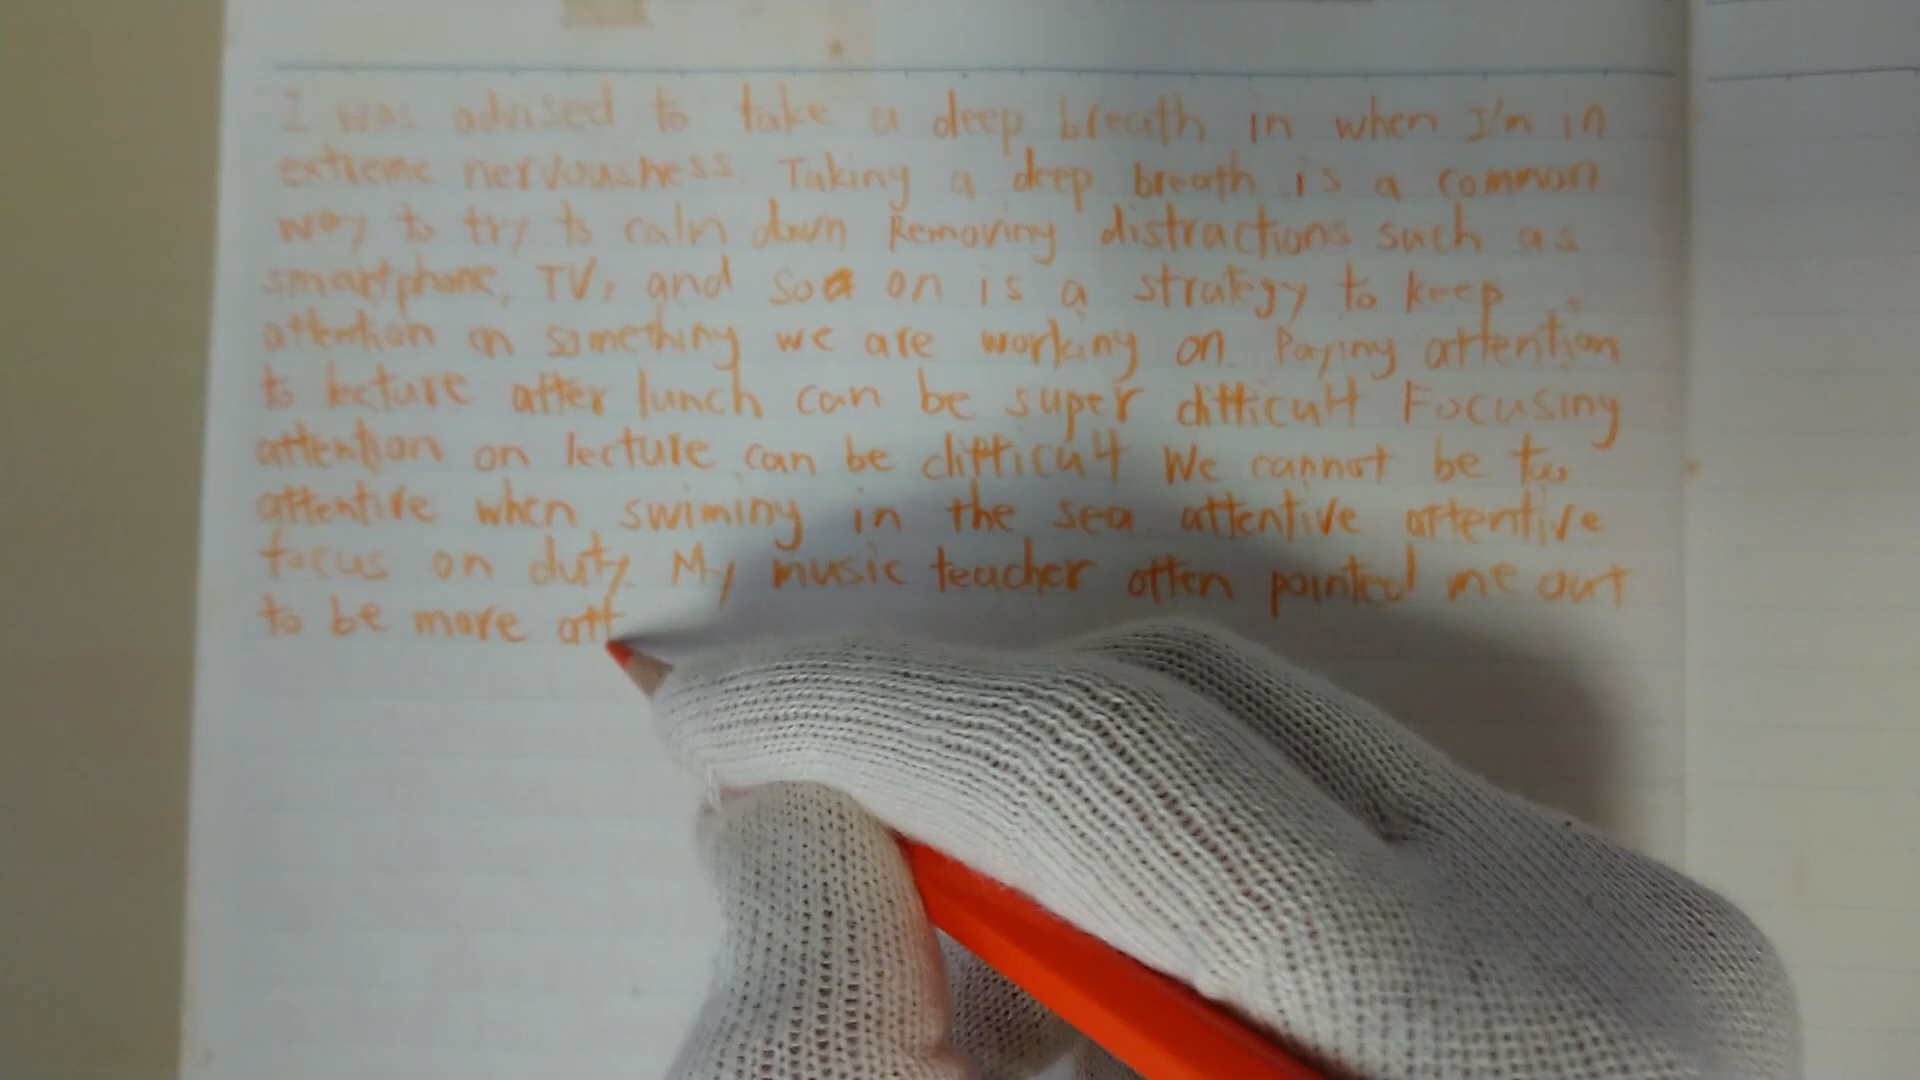 I was advised to take a deep breath in when I'm in
extreme nervousness. Taking a deep breath is a common
way to try to calm down Removing distractions such as
smartphone, TV, and so on is a strategy to keep
attention on something we are working on. Paying attention
to lecture after lunch can be super difficult Focusing
attention on lecture can be difficult We cannot be too
attentive when swiming in the sea. attentive attentive
focus on duty. My music teacher often pointed me out
to be more att